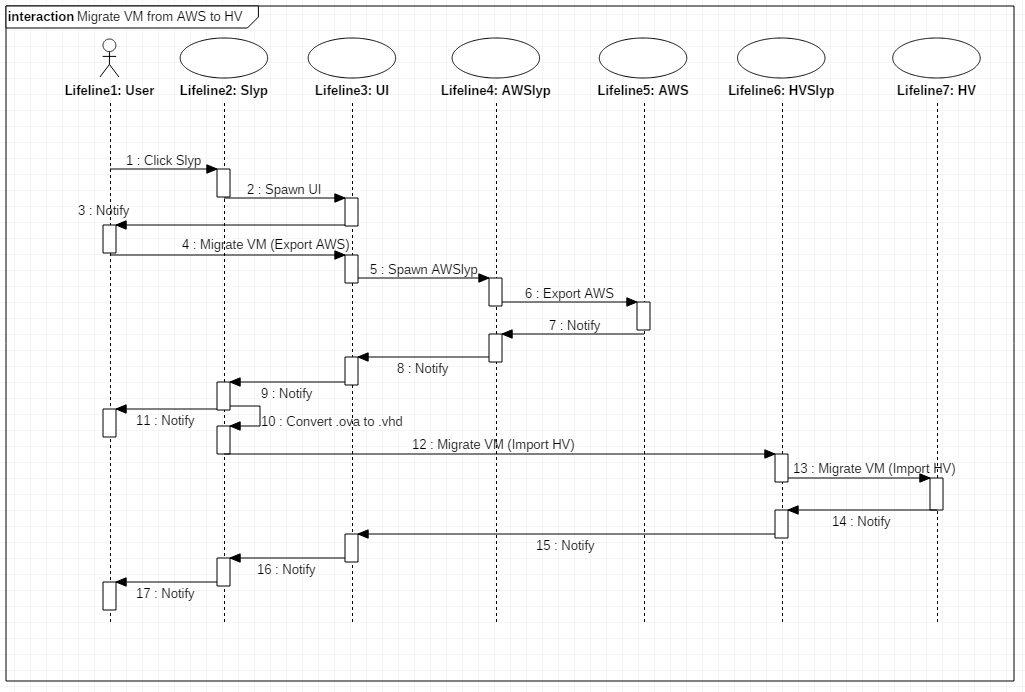 interaction Migrate VM from AWS to HV
Lifeline1: User
Lifeline2: Slyp
Lifeline3: UI
Lifeline4: AWSlyp
Lifeline5: AWS
Lifeline6: HVSlyp
Lifeline7: HV
1 : Click Slyp
2 : Spawn UI
3 : Notify
4 : Migrate VM (Export AWS)
5 : Spawn AWSlyp
6 : Export AWS
7 : Notify
8 : Notify
9 : Notify
11 : Notify
10 : Convert .ova to .vhd
12 : Migrate VM (Import HV)
13 : Migrate VM (Import HV)
14 : Notify
15 : Notify
16 : Notify
17 : Notify